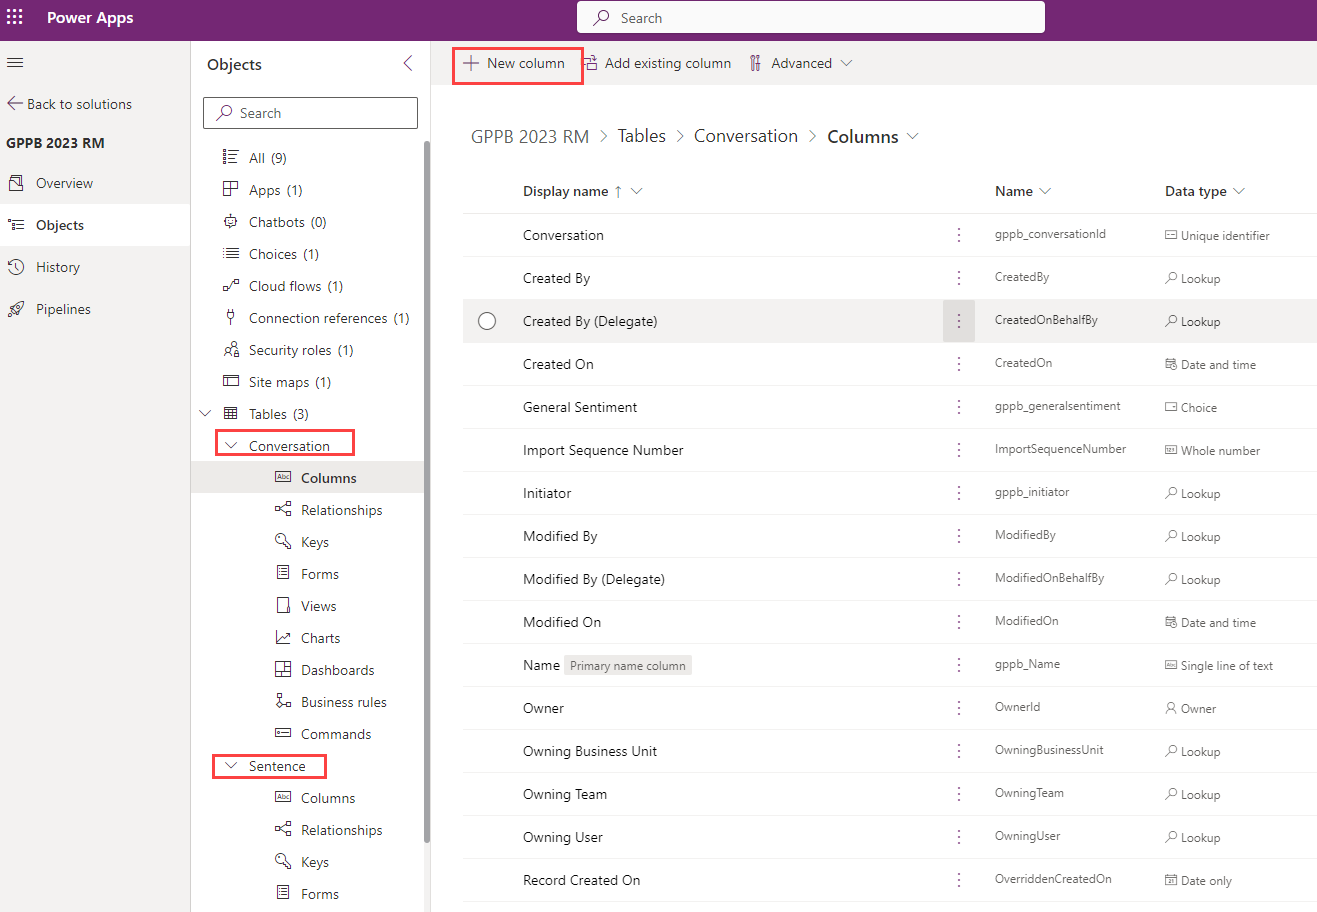 Power Apps
Search
Back to solutions
GPPB 2023 RM
Overview
Objects
History
Pipelines
Objects
Search
All (9)
Apps (1)
Chatbots (0)
Choices (1)
Cloud flows (1)
Connection references (1)
Security roles (1)
Site maps (1)
Tables (3)
Conversation
Abc Columns
Relationships
Keys
Forms
Views
Charts
Dashboards
Business rules
Commands
Sentence
Abc Columns
Relationships
Keys
Forms
New column Add existing column Advanced
GPPB 2023 RM > Tables > Conversation > Columns
Display name ↑ Name Data type
Conversation gppb_conversationId Unique identifier
Created By CreatedBy Lookup
Created By (Delegate) CreatedOnBehalfBy Lookup
Created On CreatedOn Date and time
General Sentiment gppb_generalsentiment Choice
Import Sequence Number ImportSequenceNumber Whole number
Initiator gppb_initiator Lookup
Modified By ModifiedBy Lookup
Modified By (Delegate) ModifiedOnBehalfBy Lookup
Modified On ModifiedOn Date and time
Name Primary name column gppb_Name Single line of text
Owner OwnerId Owner
Owning Business Unit OwningBusinessUnit Lookup
Owning Team OwningTeam Lookup
Owning User OwningUser Lookup
Record Created On OverriddenCreatedOn Date only